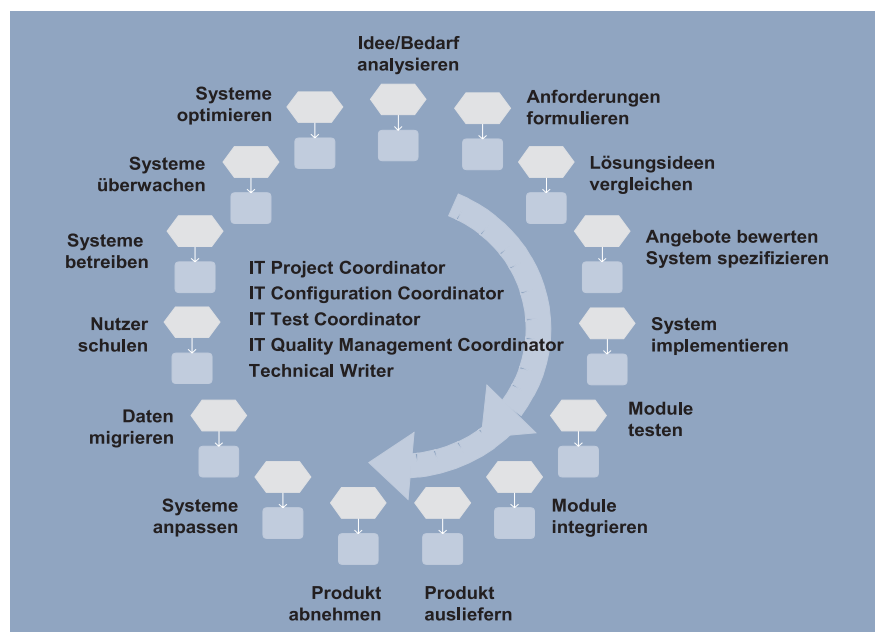 Idee/Bedarf
analysieren
Anforderungen
formulieren
Lösungsideen
vergleichen
Angebote bewerten
System spezifizieren
System
implementieren
Module
testen
Module
integrieren
Produkt
ausliefern
Produkt
abnehmen
Systeme
anpassen
Daten
migrieren
Nutzer
schulen
Systeme
betreiben
Systeme
überwachen
Systeme
optimieren
IT Project Coordinator
IT Configuration Coordinator
IT Test Coordinator
IT Quality Management Coordinator
Technical Writer